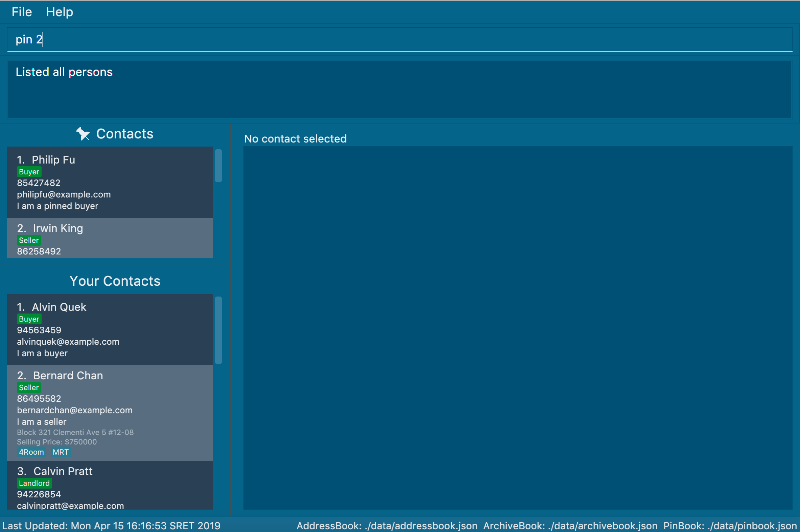 File Help
pin 2
Listed all persons
Contacts
1. Philip Fu
Buyer
85427482
philipfu@example.com
I am a pinned buyer
2. Irwin King
Seller
86258492
Your Contacts
1. Alvin Quek
Buyer
94563459
alvinquek@example.com
I am a buyer
2. Bernard Chan
Seller
86495582
bernardchan@example.com
I am a seller
Block 321 Clementi Ave 5 #12-08
Selling Price: $750000
4Room MRT
3. Calvin Pratt
Landlord
94226854
calvinpratt@example.com
No contact selected
Last Updated: Mon Apr 15 16:16:53 SRET 2019
AddressBook: ./data/addressbook.json ArchiveBook: ./data/archivebook.json PinBook: ./data/pinbook.json